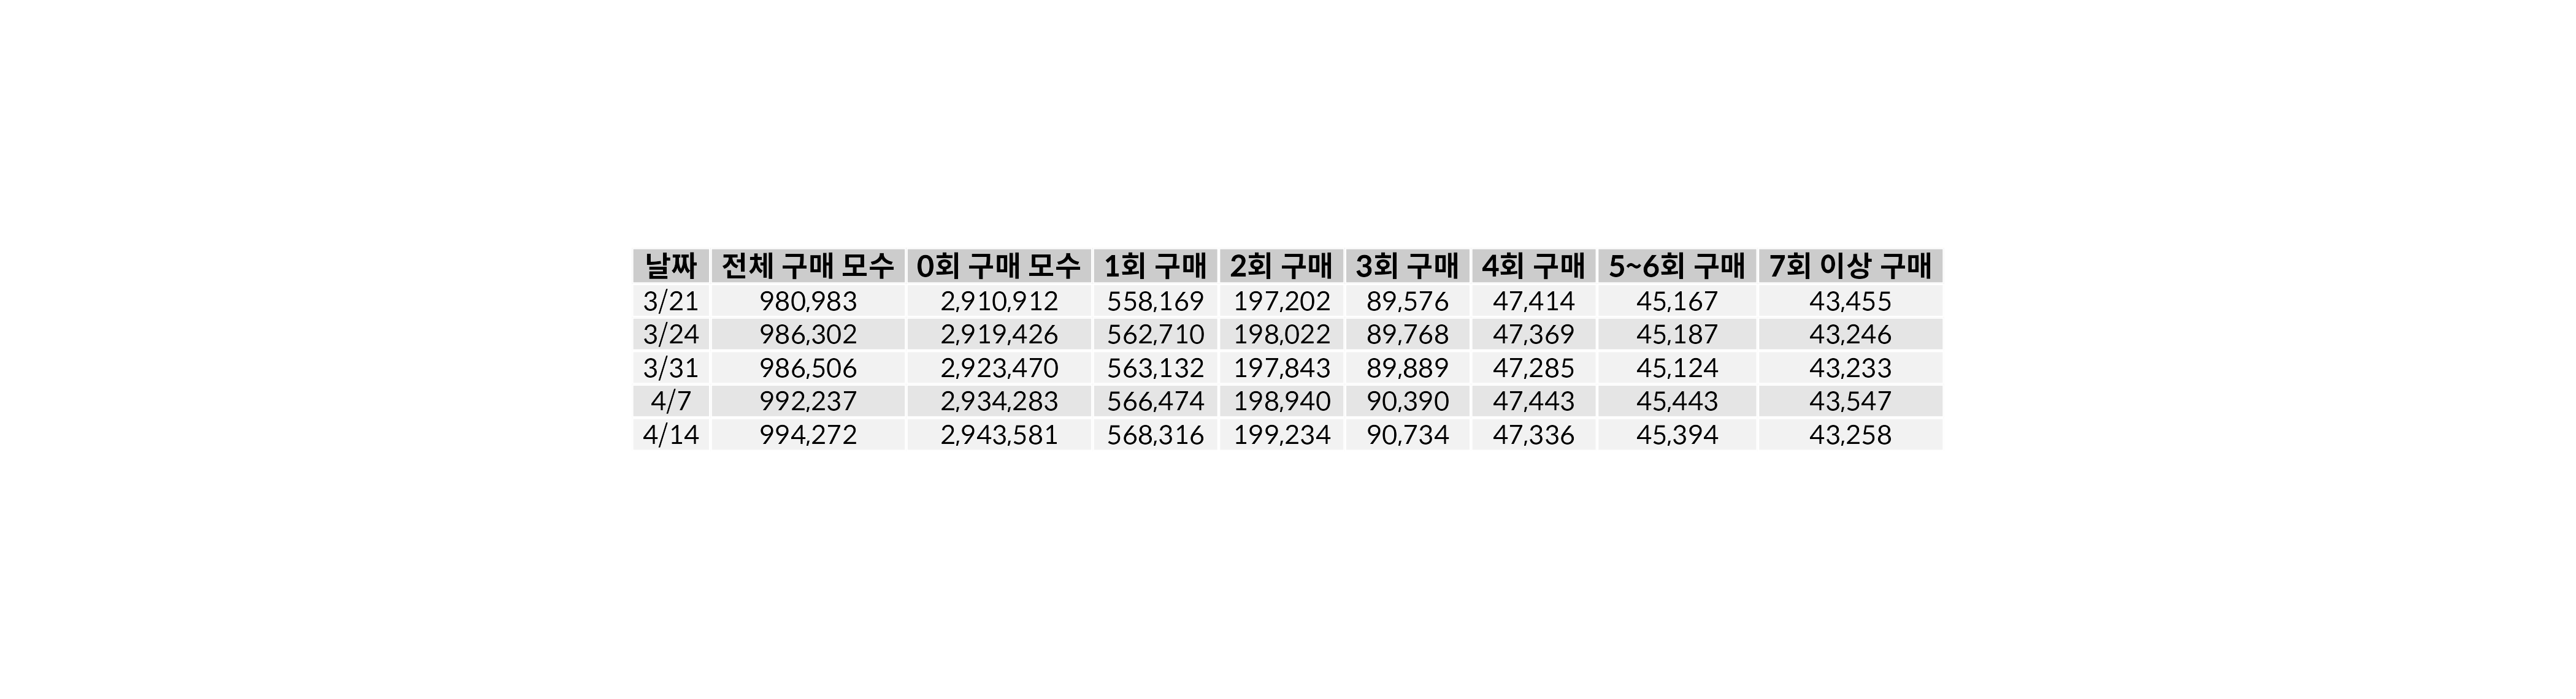 날짜 전체 구매 모수 0회 구매 모수 1회 구매 2회 구매 3회 구매 4회 구매 5~6회 구매 7회 이상 구매
3/21 980,983 2,910,912 558,169 197,202 89,576 47,414 45,167 43,455
3/24 986,302 2,919,426 562,710 198,022 89,768 47,369 45,187 43,246
3/31 986,506 2,923,470 563,132 197,843 89,889 47,285 45,124 43,233
4/7 992,237 2,934,283 566,474 198,940 90,390 47,443 45,443 43,547
4/14 994,272 2,943,581 568,316 199,234 90,734 47,336 45,394 43,258